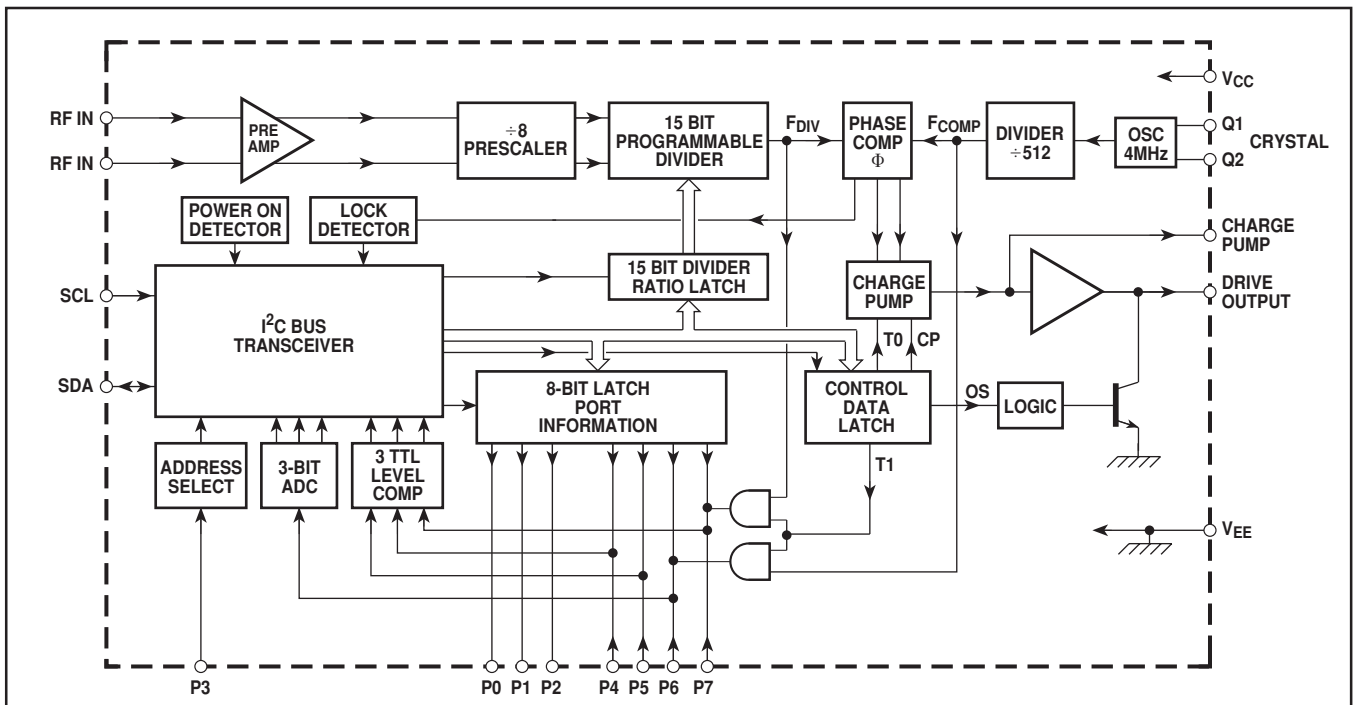 RF IN
RF IN
PRE
AMP
÷8
PRESCALER
15 BIT
PROGRAMMABLE
DIVIDER
FDIV
PHASE
COMP
Φ
FCOMP
DIVIDER
÷512
OSC
4MHz
VCC
Q1
CRYSTAL
Q2
POWER ON
DETECTOR
LOCK
DETECTOR
CHARGE
PUMP
SCL
I2C BUS
TRANSCEIVER
15 BIT DIVIDER
RATIO LATCH
CHARGE
PUMP
DRIVE
OUTPUT
T0
CP
SDA
8-BIT LATCH
PORT
INFORMATION
CONTROL
DATA
LATCH
OS
LOGIC
ADDRESS
SELECT
3-BIT
ADC
3 TTL
LEVEL
COMP
T1
VEE
P3
P0
P1
P2
P4
P5
P6
P7